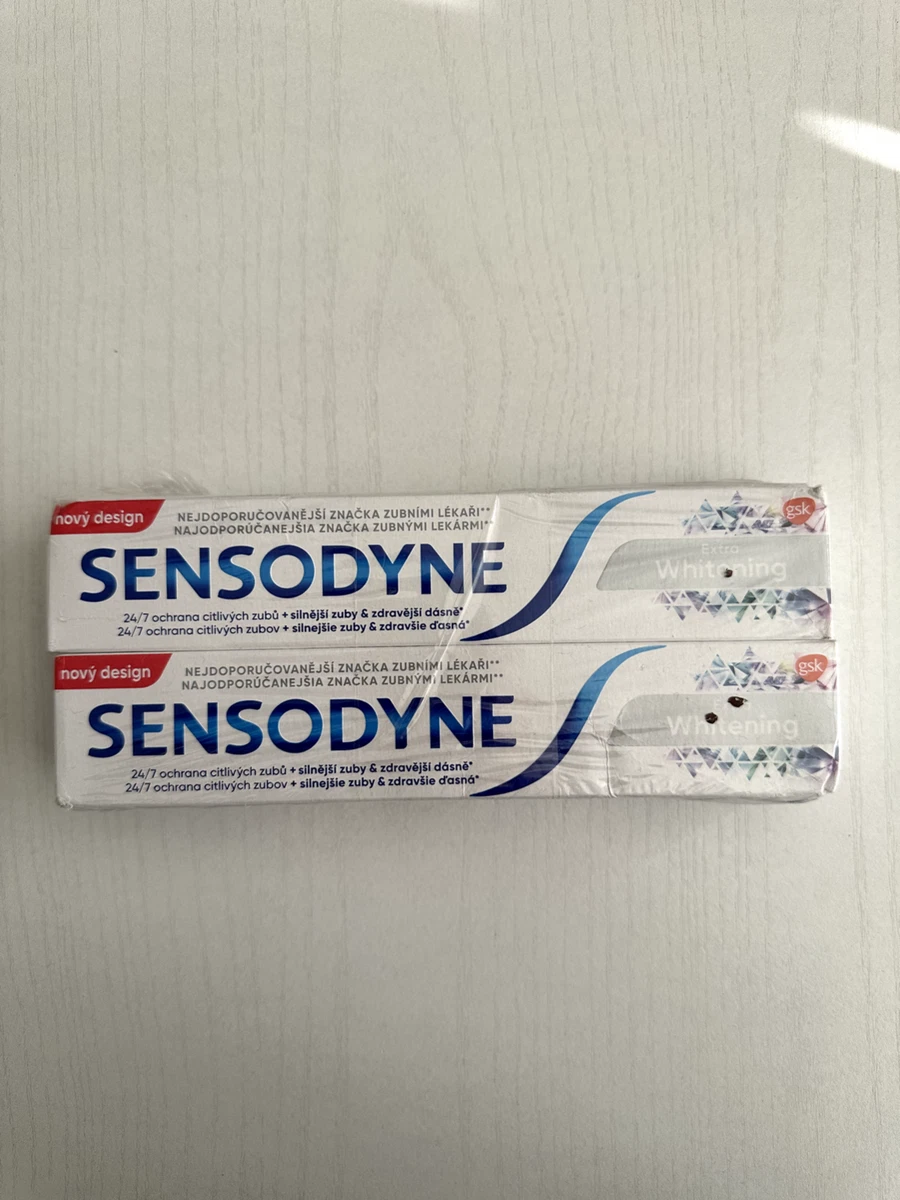 nový design
NEJDOPORUČOVANĚJŠÍ ZNAČKA ZUBNÍMI LÉKAŘI**
NAJODPORÚČANEJŠIA ZNAČKA ZUBNÝMI LEKÁRMI**
gsk
SENSODYNE
Extra
Whitening
24/7 ochrana citlivých zubů + silnější zuby & zdravější dásně*
24/7 ochrana citlivých zubov + silnejšie zuby & zdravšie ďasná*
nový design
NEJDOPORUČOVANĚJŠÍ ZNAČKA ZUBNÍMI LÉKAŘI**
NAJODPORÚČANEJŠIA ZNAČKA ZUBNÝMI LEKÁRMI**
gsk
SENSODYNE
Whitening
24/7 ochrana citlivých zubů + silnější zuby & zdravější dásně*
24/7 ochrana citlivých zubov + silnejšie zuby & zdravšie ďasná*